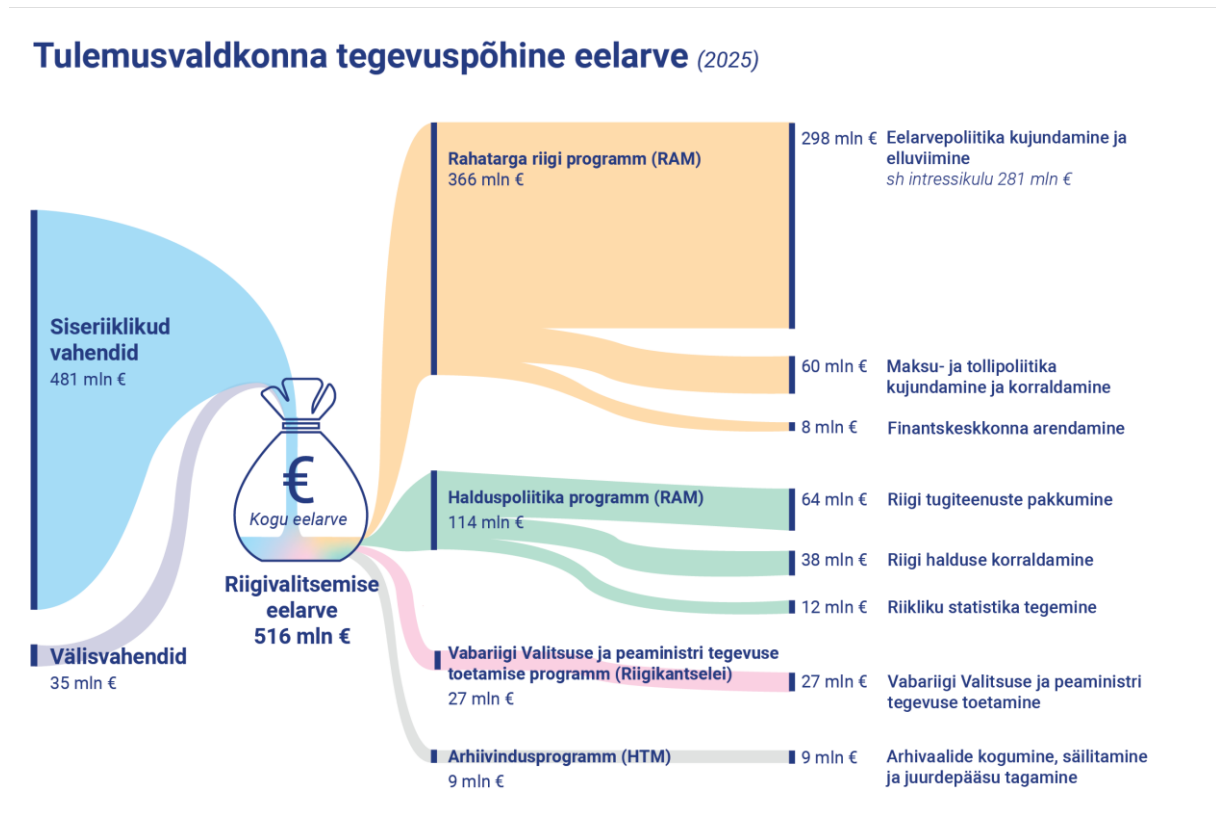 Tulemusvaldkonna tegevuspõhine eelarve (2025)
Siseriiklikud
vahendid
481 mln €
Välisvahendid
35 mln €
€
Kogu eelarve
Riigivalitsemise
eelarve
516 mln €
Rahatarga riigi programm (RAM)
366 mln €
298 mln € Eelarvepoliitika kujundamine ja
elluviimine
sh intressikulu 281 mln €
60 mln € Maksu- ja tollipoliitika
kujundamine ja korraldamine
8 mln € Finantskeskkonna arendamine
Halduspoliitika programm (RAM)
114 mln €
64 mln € Riigi tugiteenuste pakkumine
38 mln € Riigi halduse korraldamine
12 mln € Riikliku statistika tegemine
Vabariigi Valitsuse ja peaministri tegevuse
toetamise programm (Riigikantselei)
27 mln €
27 mln € Vabariigi Valitsuse ja peaministri
tegevuse toetamine
Arhiivindusprogramm (HTM)
9 mln €
9 mln € Arhivaalide kogumine, säilitamine
ja juurdepääsu tagamine